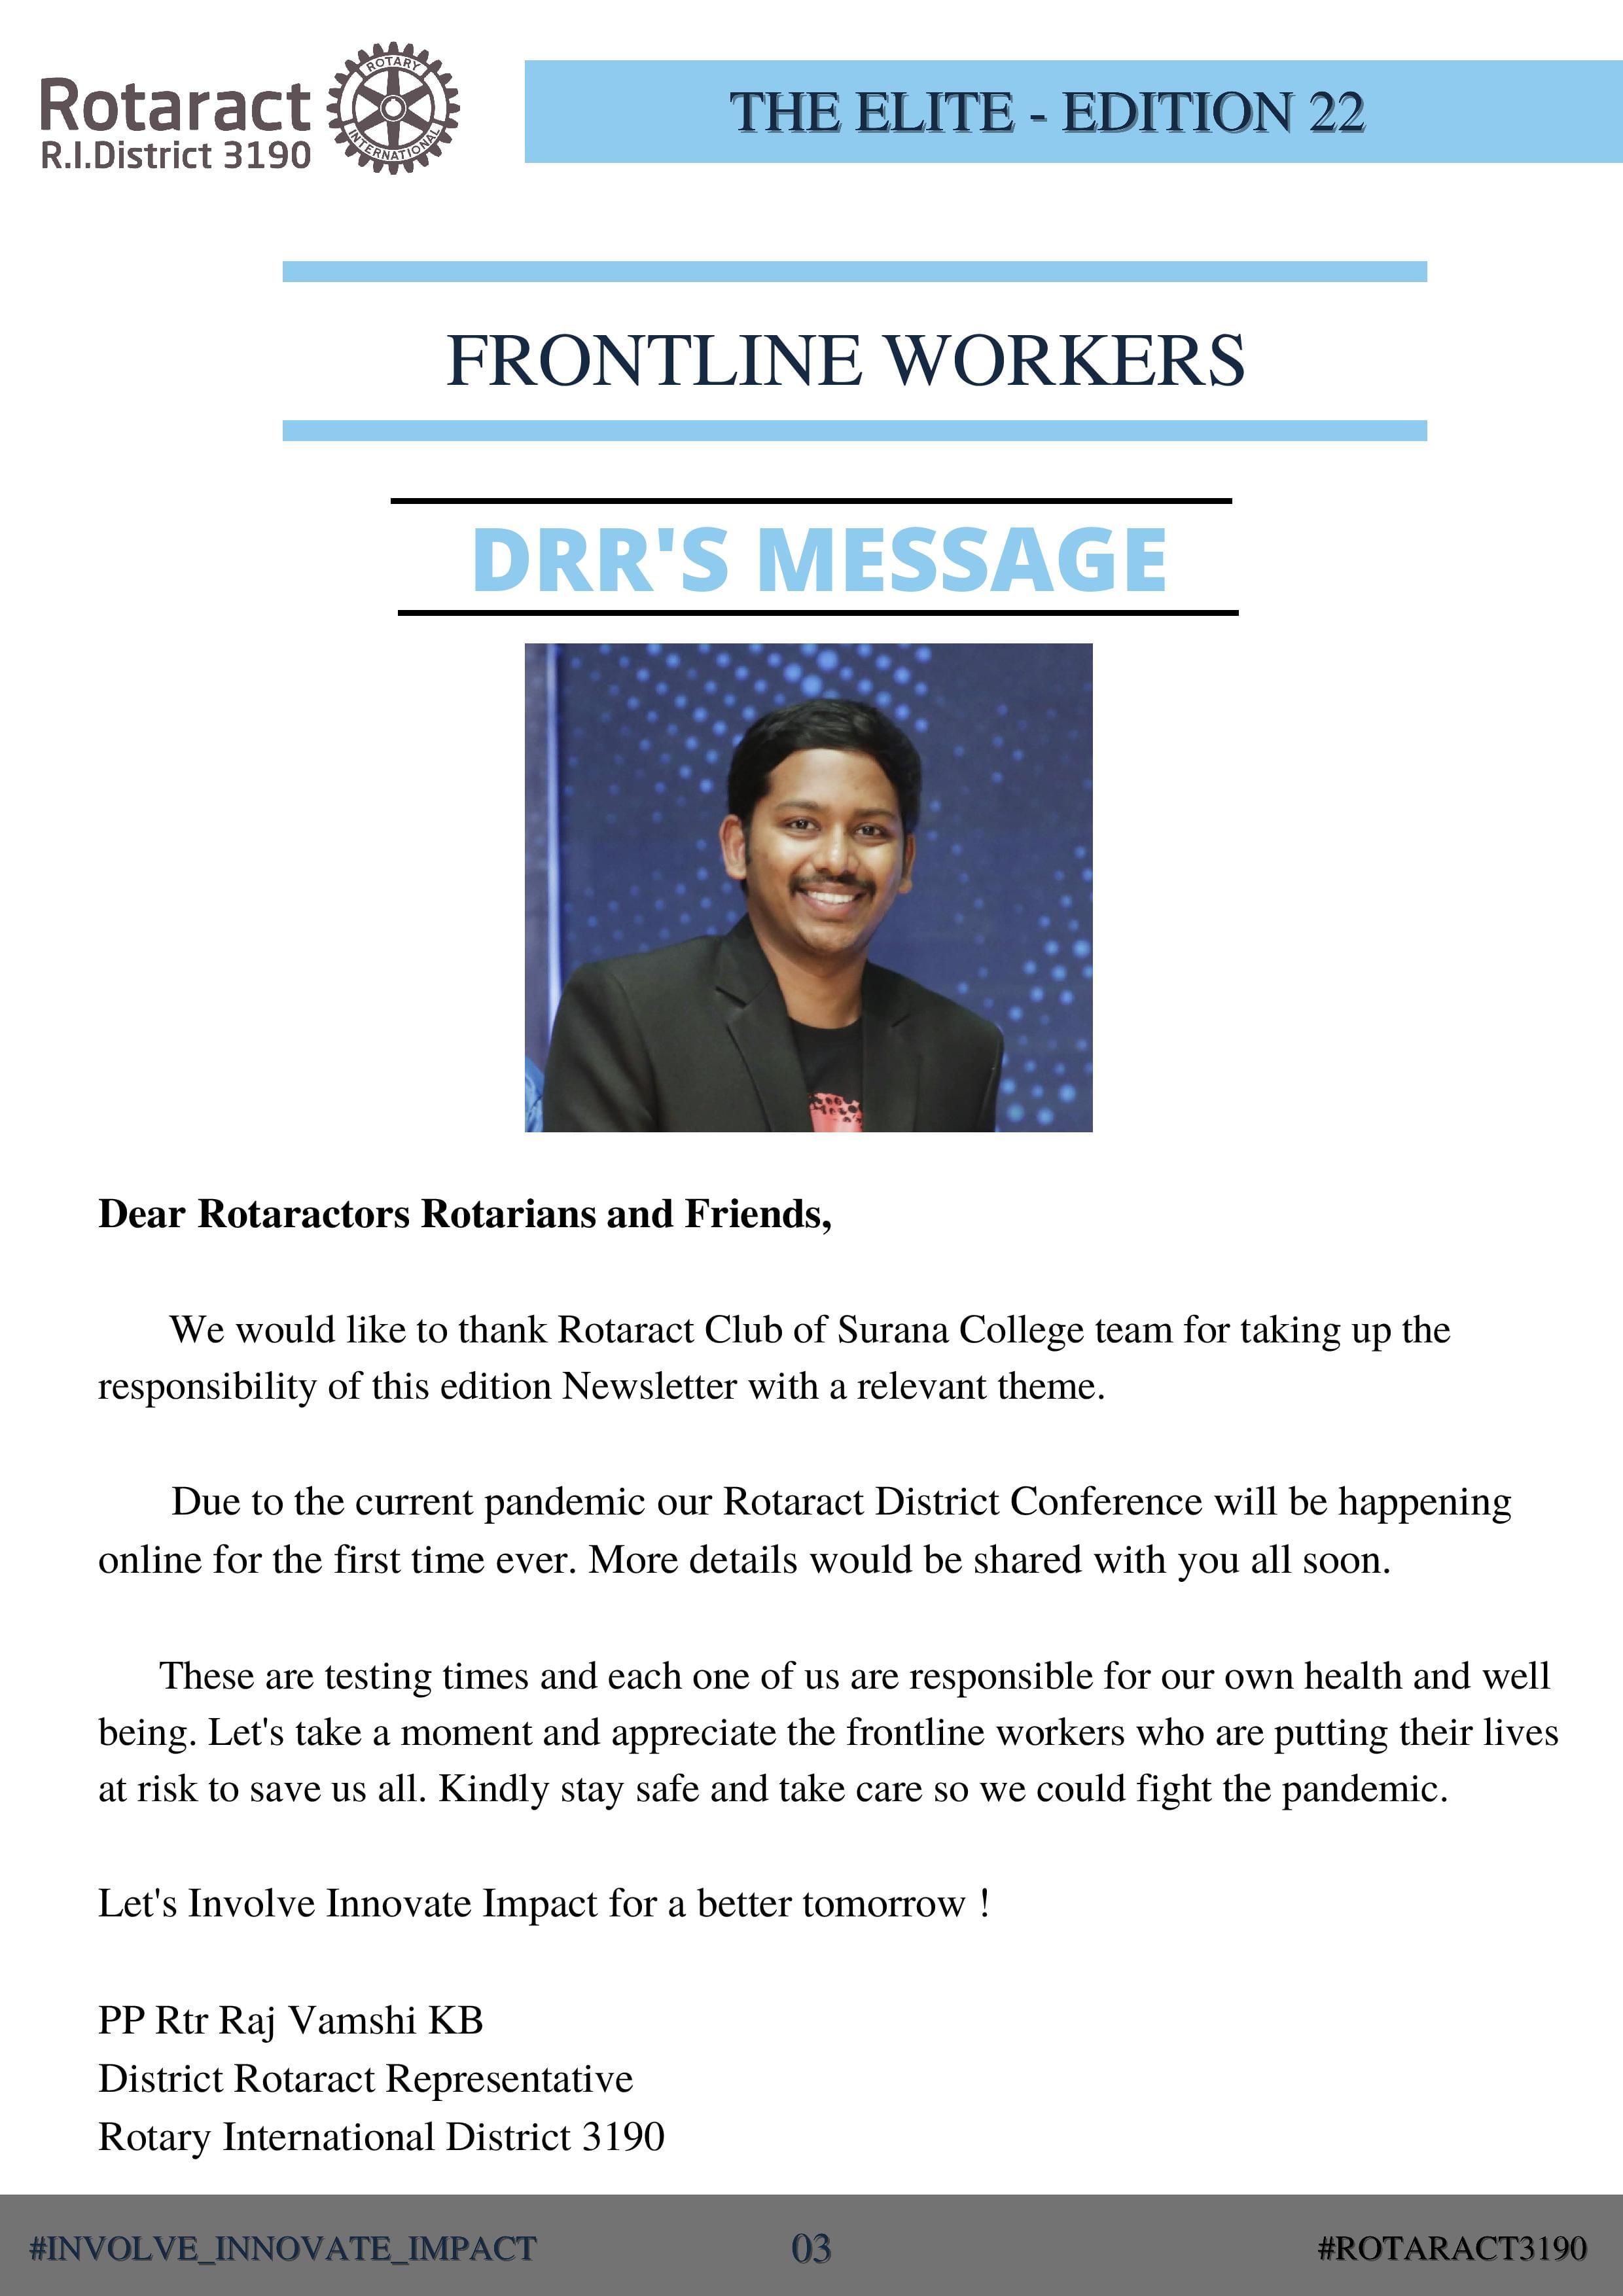 Rotaract
R.I.District 3190
ROTARY
INTERNATIONAL
THE ELITE - EDITION 22
FRONTLINE WORKERS
DRR'S MESSAGE
Dear Rotaractors Rotarians and Friends,
We would like to thank Rotaract Club of Surana College team for taking up the
responsibility of this edition Newsletter with a relevant theme.
Due to the current pandemic our Rotaract District Conference will be happening
online for the first time ever. More details would be shared with you all soon.
These are testing times and each one of us are responsible for our own health and well
being. Let's take a moment and appreciate the frontline workers who are putting their lives
at risk to save us all. Kindly stay safe and take care so we could fight the pandemic.
Let's Involve Innovate Impact for a better tomorrow !
PP Rtr Raj Vamshi KB
District Rotaract Representative
Rotary International District 3190
#INVOLVE_INNOVATE_IMPACT
03
#ROTARACT3190